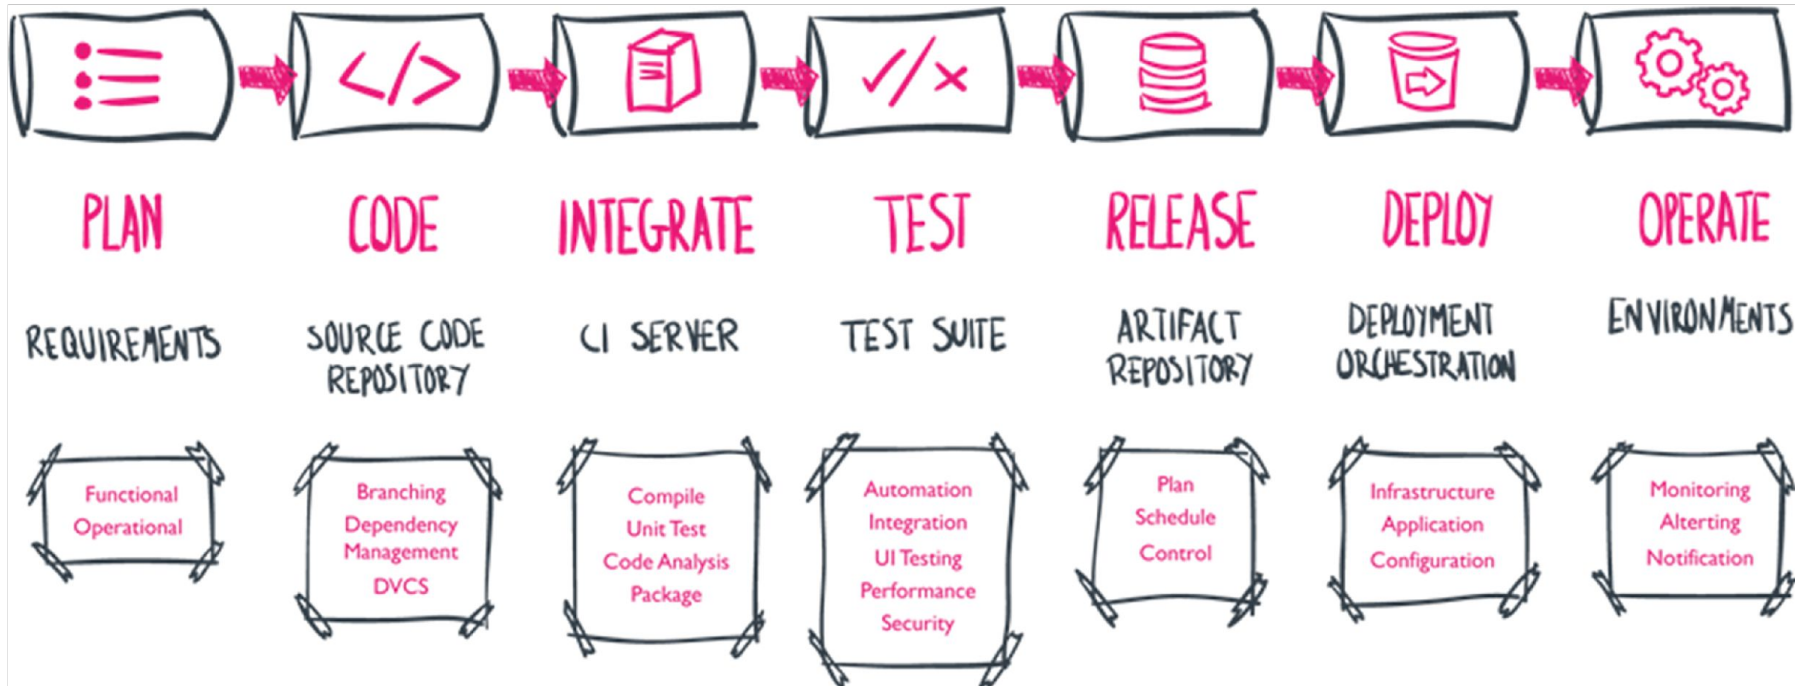 PLAN
CODE
INTEGRATE
TEST
RELEASE
DEPLOY
OPERATE
REQUIREMENTS
SOURCE CODE
REPOSITORY
CI SERVER
TEST SUITE
ARTIFACT
REPOSITORY
DEPLOYMENT
ORCHESTRATION
ENVIRONMENTS
Functional
Operational
Branching
Dependency
Management
DVCS
Compile
Unit Test
Code Analysis
Package
Automation
Integration
UI Testing
Performance
Security
Plan
Schedule
Control
Infrastructure
Application
Configuration
Monitoring
Alterting
Notification